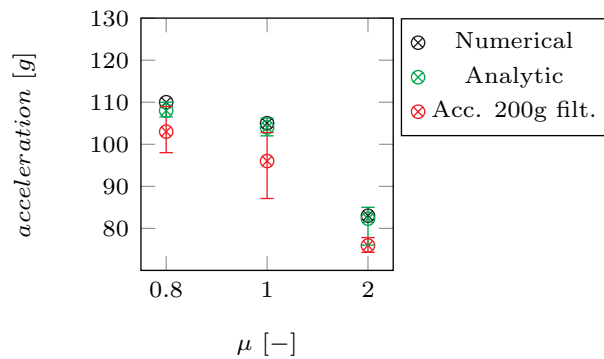 130
120
110
100
90
80
0.8 1 2
acceleration [g]
μ [−]
Numerical
Analytic
Acc. 200g filt.